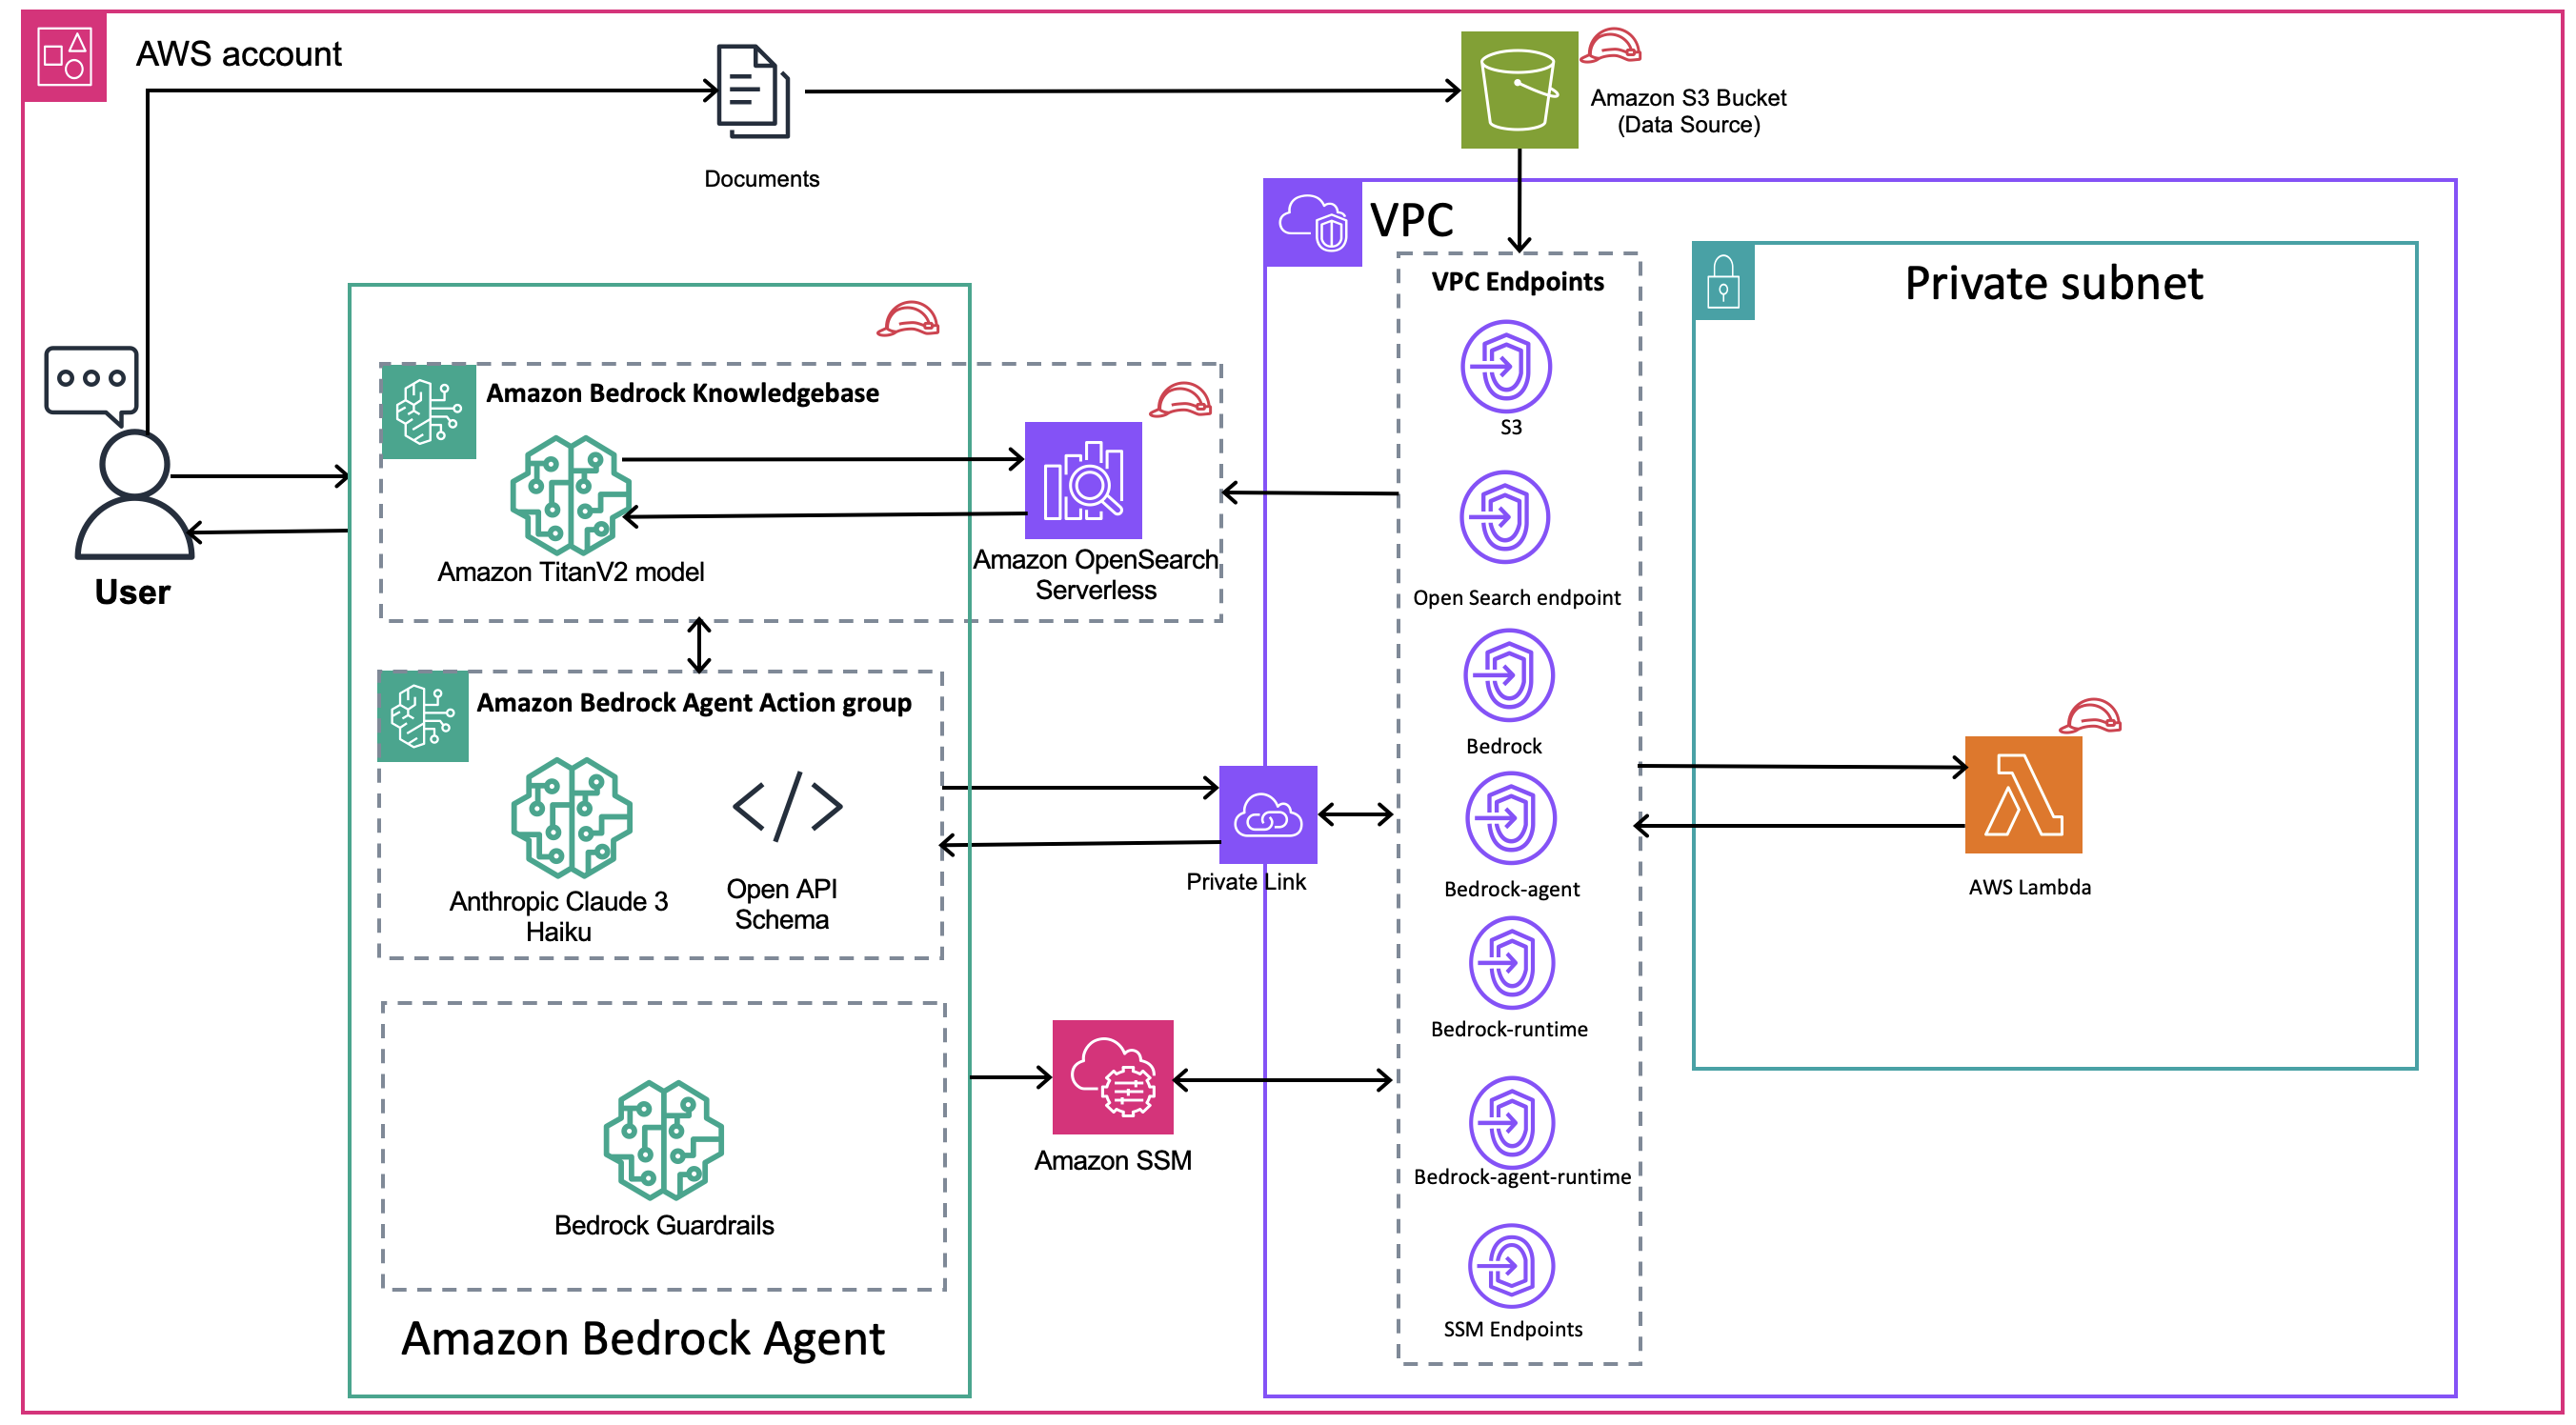 AWS account
Documents
Amazon S3 Bucket
(Data Source)
VPC
VPC Endpoints
Private subnet
User
Amazon Bedrock Knowledgebase
Amazon TitanV2 model
Amazon OpenSearch
Serverless
S3
Open Search endpoint
Amazon Bedrock Agent Action group
Anthropic Claude 3
Haiku
Open API
Schema
Private Link
Bedrock
Bedrock-agent
AWS Lambda
Bedrock-runtime
Bedrock Guardrails
Amazon SSM
Bedrock-agent-runtime
SSM Endpoints
Amazon Bedrock Agent